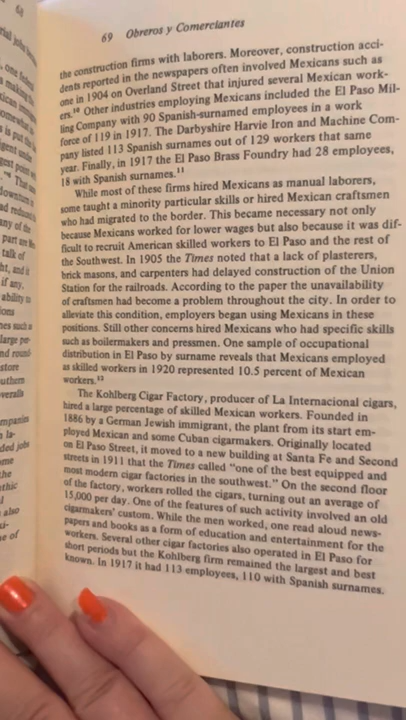 69 Obreros y Comerciantes
the construction firms with laborers. Moreover, construction acci-
dents reported in the newspapers often involved Mexicans such as
one in 1904 on Overland Street that injured several Mexican work-
ers.¹⁰ Other industries employing Mexicans included the El Paso Mil-
ling Company with 90 Spanish-surnamed employees in a work
force of 119 in 1917. The Darbyshire Harvie Iron and Machine Com-
pany listed 113 Spanish surnames out of 129 workers that same
year. Finally, in 1917 the El Paso Brass Foundry had 28 employees,
18 with Spanish surnames.¹¹
While most of these firms hired Mexicans as manual laborers,
some taught a minority particular skills or hired Mexican craftsmen
who had migrated to the border. This became necessary not only
because Mexicans worked for lower wages but also because it was dif-
ficult to recruit American skilled workers to El Paso and the rest of
the Southwest. In 1905 the Times noted that a lack of plasterers,
brick masons, and carpenters had delayed construction of the Union
Station for the railroads. According to the paper the unavailability
of craftsmen had become a problem throughout the city. In order to
alleviate this condition, employers began using Mexicans in these
positions. Still other concerns hired Mexicans who had specific skills
such as boilermakers and pressmen. One sample of occupational
distribution in El Paso by surname reveals that Mexicans employed
as skilled workers in 1920 represented 10.5 percent of Mexican
workers.¹²
The Kohlberg Cigar Factory, producer of La Internacional cigars,
hired a large percentage of skilled Mexican workers. Founded in
1886 by a German Jewish immigrant, the plant from its start em-
ployed Mexican and some Cuban cigarmakers. Originally located
on El Paso Street, it moved to a new building at Santa Fe and Second
streets in 1911 that the Times called "one of the best equipped and
most modern cigar factories in the southwest." On the second floor
of the factory, workers rolled the cigars, turning out an average of
15,000 per day. One of the features of such activity involved an old
cigarmakers' custom. While the men worked, one read aloud news-
papers and books as a form of education and entertainment for the
workers. Several other cigar factories also operated in El Paso for
short periods but the Kohlberg firm remained the largest and best
known. In 1917 it had 113 employees, 110 with Spanish surnames.